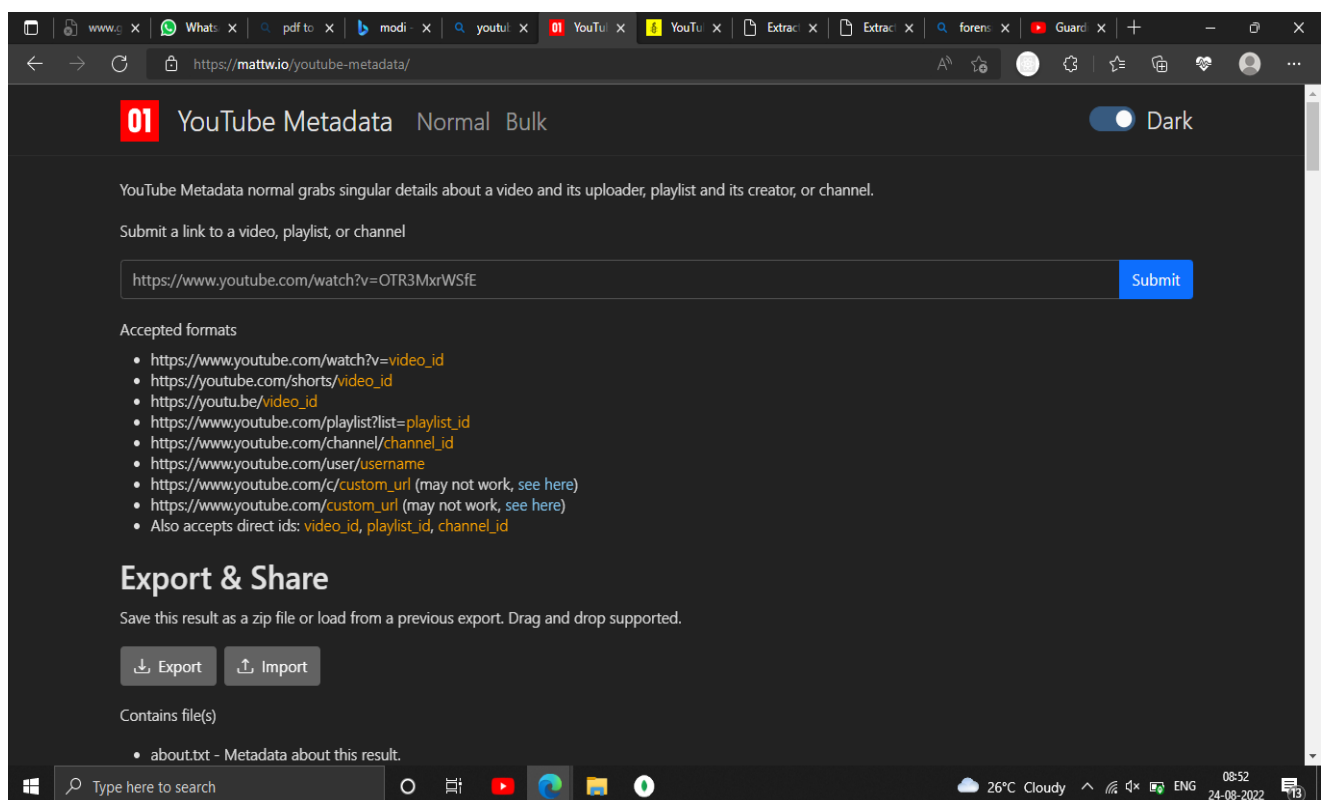 www.g
Whats
pdf to
modi -
youtub
01 YouTu
YouTu
Extrac
Extrac
forens
Guard
https://mattw.io/youtube-metadata/
01 YouTube Metadata Normal Bulk Dark
YouTube Metadata normal grabs singular details about a video and its uploader, playlist and its creator, or channel.
Submit a link to a video, playlist, or channel
https://www.youtube.com/watch?v=OTR3MxrWSfE Submit
Accepted formats
• https://www.youtube.com/watch?v=video_id
• https://youtube.com/shorts/video_id
• https://youtu.be/video_id
• https://www.youtube.com/playlist?list=playlist_id
• https://www.youtube.com/channel/channel_id
• https://www.youtube.com/user/username
• https://www.youtube.com/c/custom_url (may not work, see here)
• https://www.youtube.com/custom_url (may not work, see here)
• Also accepts direct ids: video_id, playlist_id, channel_id
Export & Share
Save this result as a zip file or load from a previous export. Drag and drop supported.
Export Import
Contains file(s)
• about.txt - Metadata about this result.
Type here to search
26°C Cloudy
ENG
08:52
24-08-2022
13